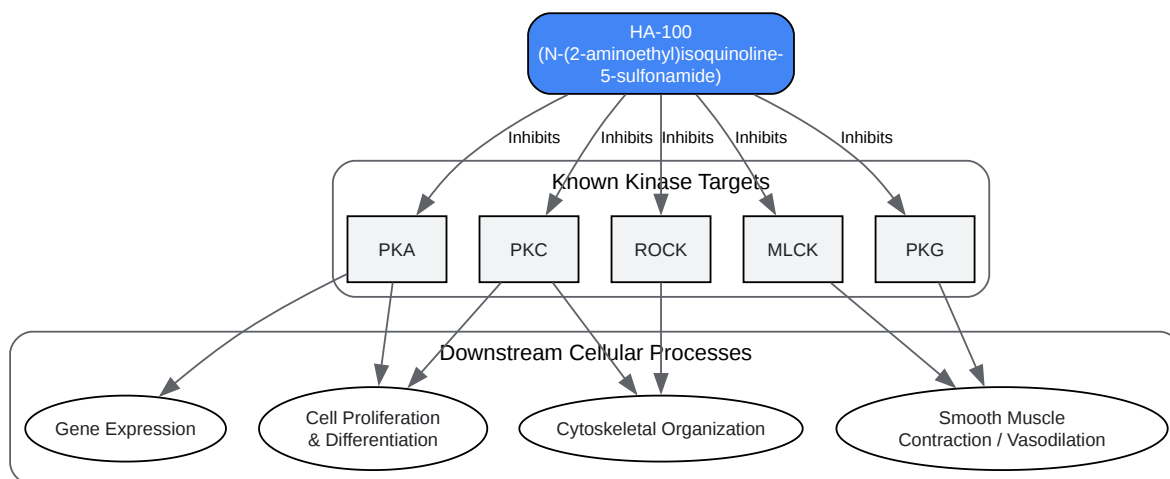 HA-100
(N-(2-aminoethyl)isoquinoline-
5-sulfonamide)
Inhibits
Inhibits
Inhibits
Inhibits
Inhibits
Known Kinase Targets
PKA
PKC
ROCK
MLCK
PKG
Downstream Cellular Processes
Gene Expression
Cell Proliferation
& Differentiation
Cytoskeletal Organization
Smooth Muscle
Contraction / Vasodilation